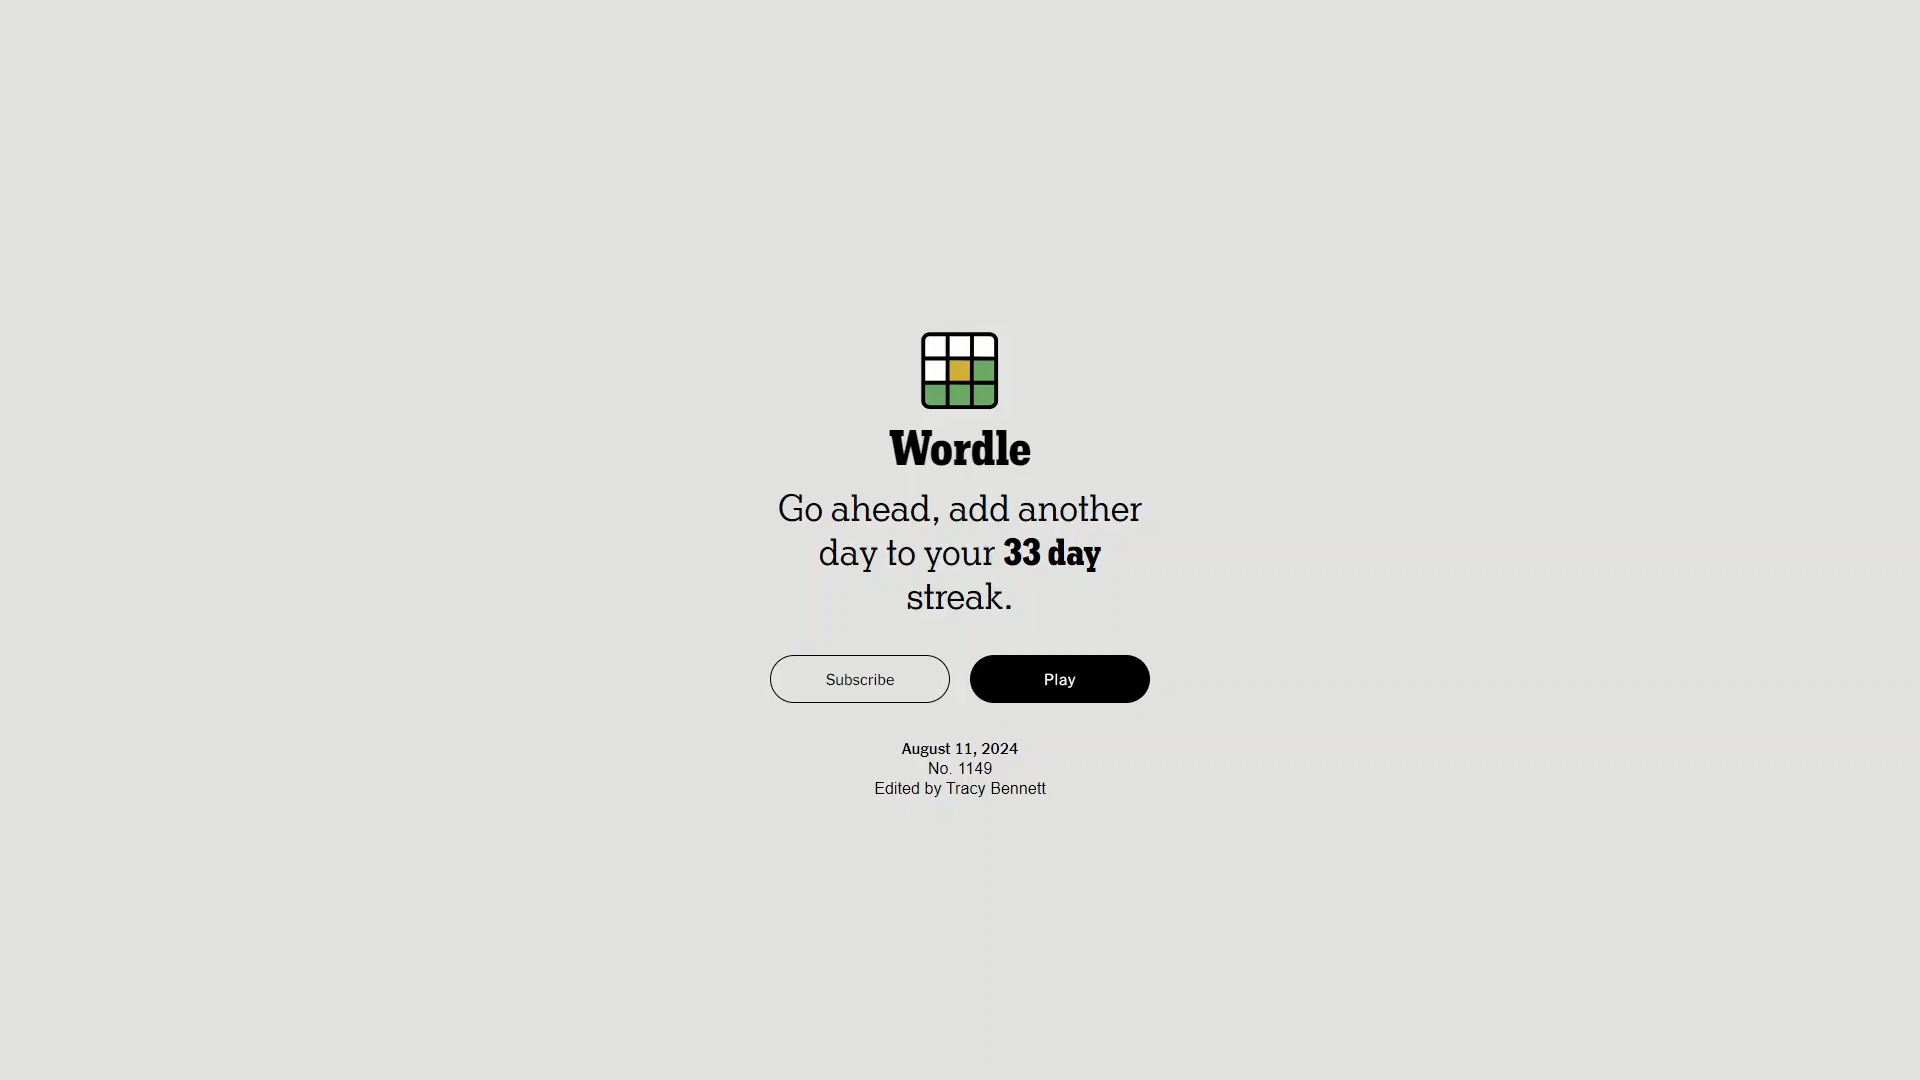 Wordle
Go ahead, add another
day to your 33 day
streak.
Subscribe
Play
August 11, 2024
No. 1149
Edited by Tracy Bennett